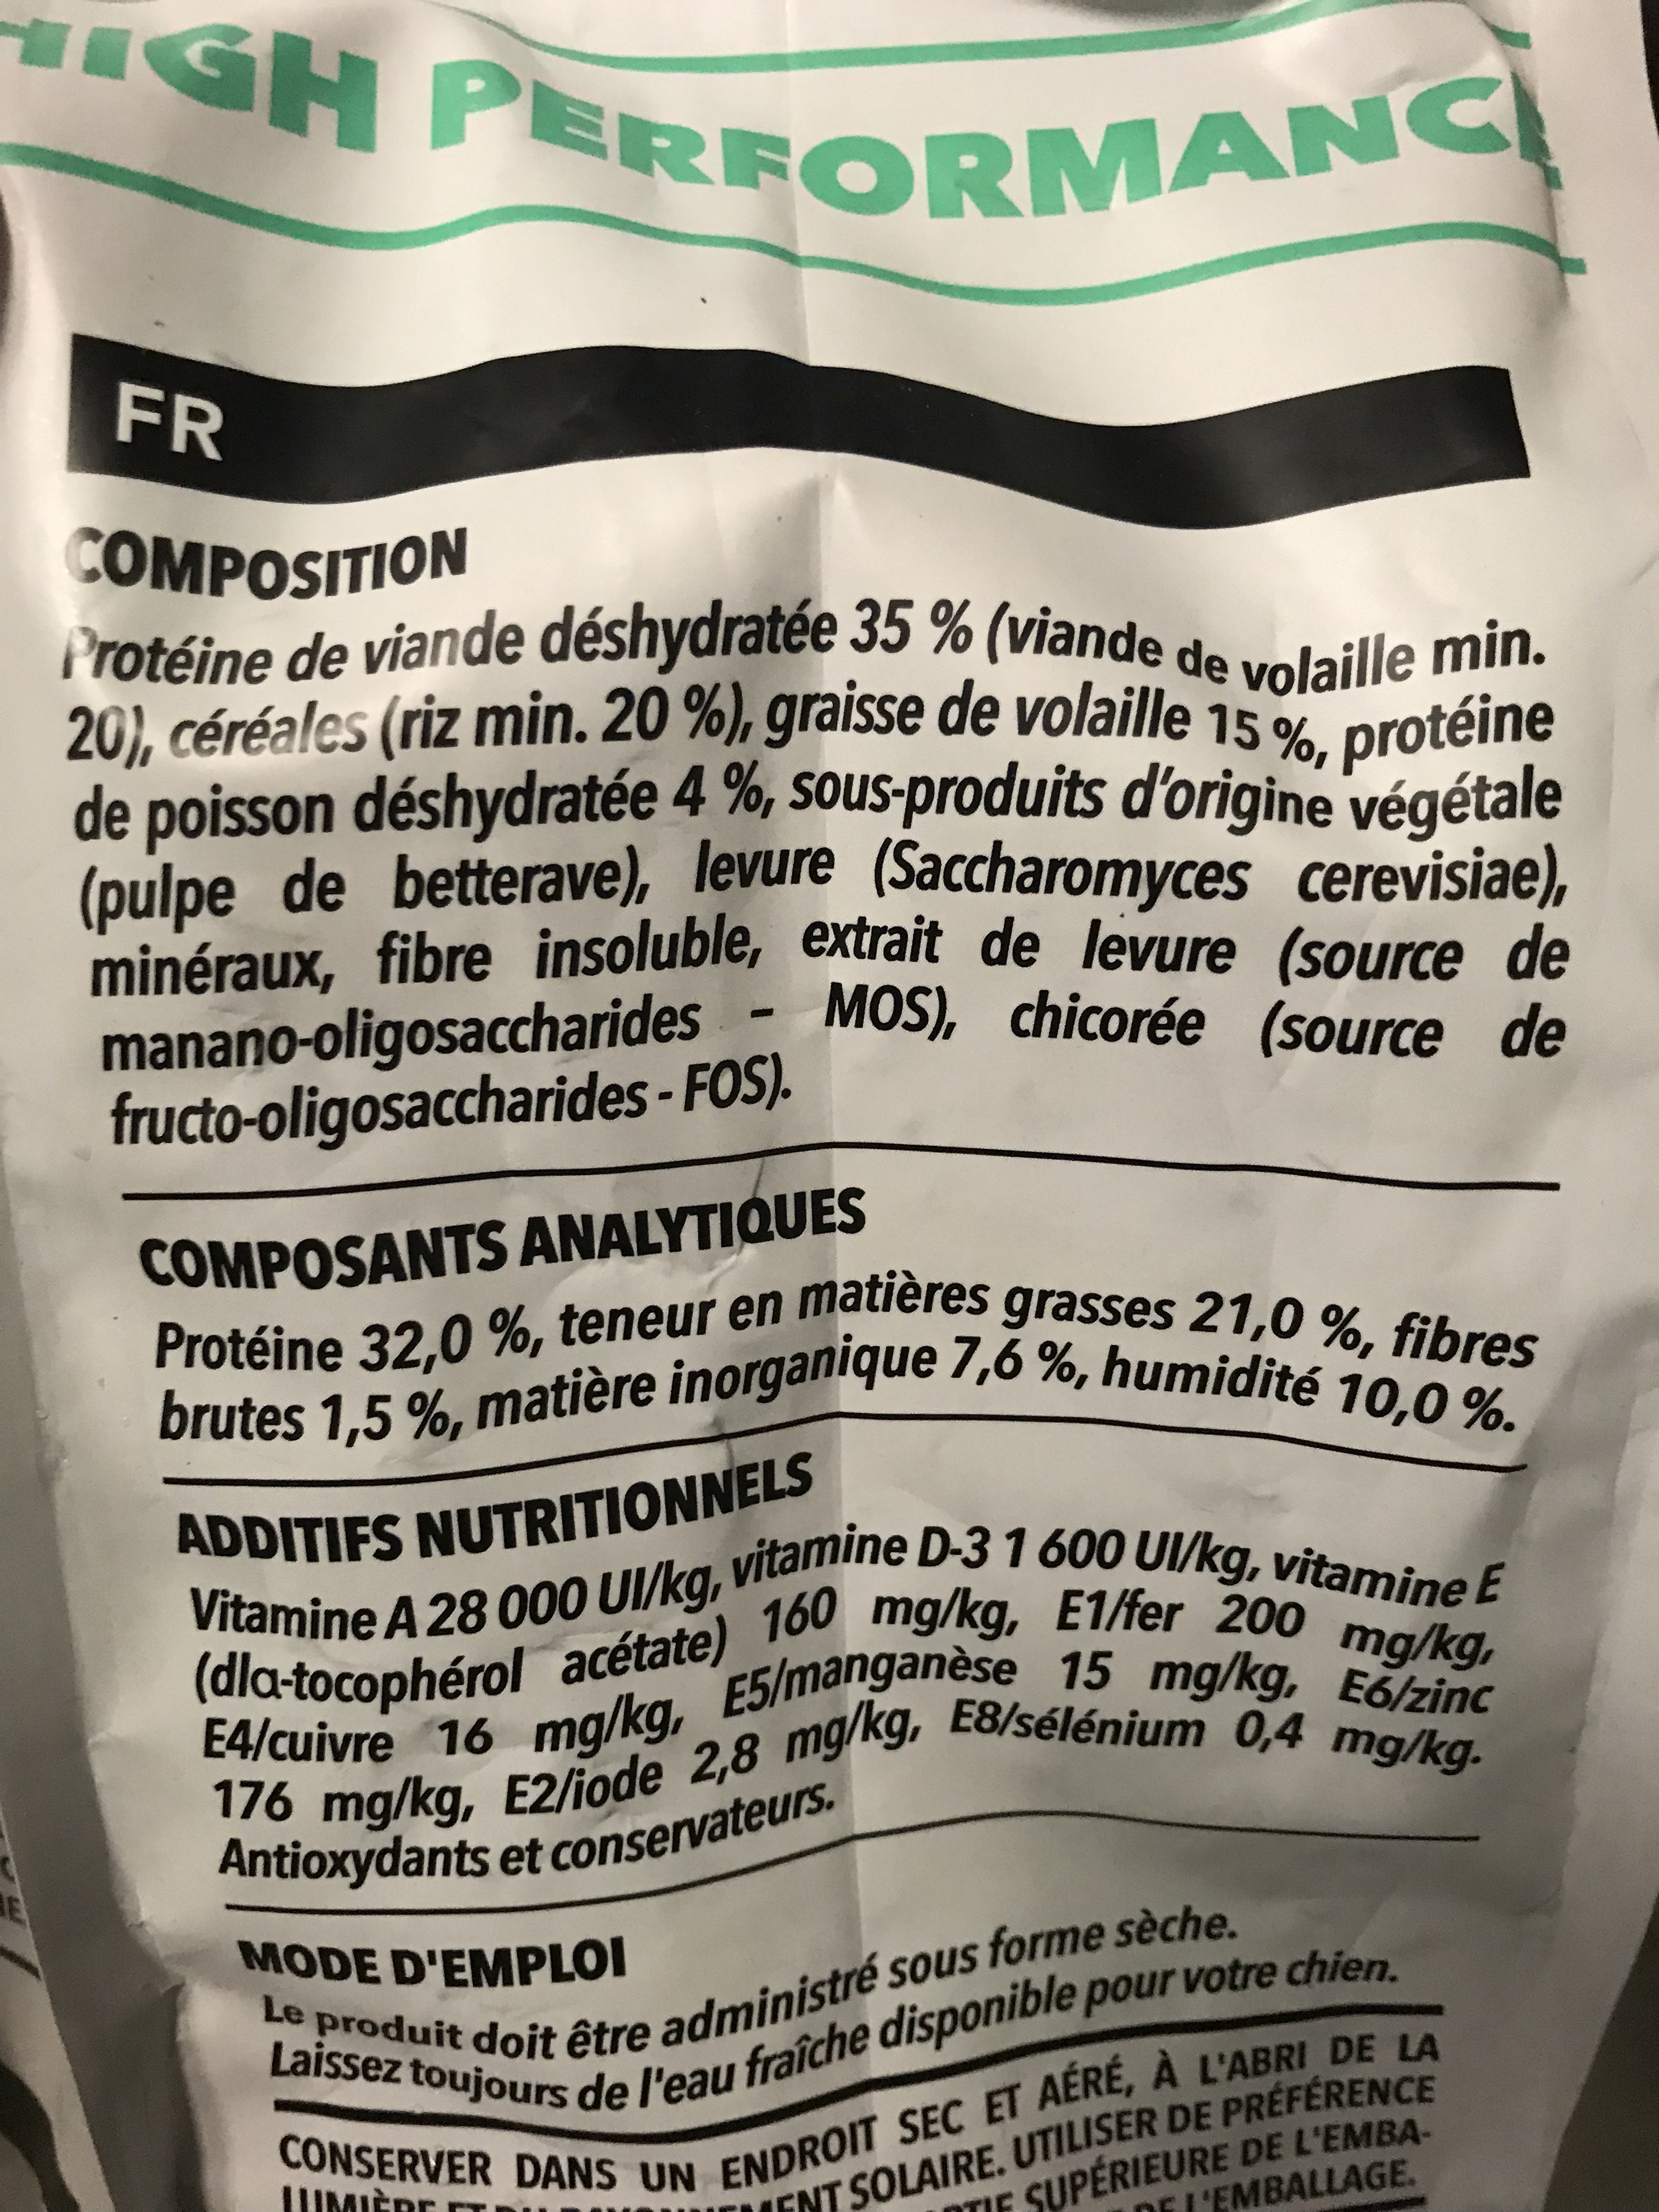 HIGH PERFORMANC
FR
COMPOSITION
Protéine de viande déshydratée 35 % (viande de volaille min.
20), céréales (riz min. 20 %), graisse de volaille 15 %, protéine
de poisson déshydratée 4 %, sous-produits d'origine végétale
(pulpe de betterave), levure (Saccharomyces cerevisiae),
minéraux, fibre insoluble, extrait de levure (source de
manano-oligosaccharides – MOS), chicorée (source de
fructo-oligosaccharides - FOS).
COMPOSANTS ANALYTIQUES
Protéine 32,0 %, teneur en matières grasses 21,0 %, fibres
brutes 1,5 %, matière inorganique 7,6 %, humidité 10,0 %.
ADDITIFS NUTRITIONNELS
Vitamine A 28 000 UI/kg, vitamine D-3 1 600 UI/kg, vitamine E
(dlα-tocophérol acétate) 160 mg/kg, E1/fer 200 mg/kg,
E4/cuivre 16 mg/kg, E5/manganèse 15 mg/kg, E6/zinc
176 mg/kg, E2/iode 2,8 mg/kg, E8/sélénium 0,4 mg/kg.
Antioxydants et conservateurs.
MODE D'EMPLOI
Le produit doit être administré sous forme sèche.
Laissez toujours de l'eau fraîche disponible pour votre chien.
CONSERVER DANS UN ENDROIT SEC ET AÉRÉ, À L'ABRI DE LA
SOLAIRE. UTILISER DE PRÉFÉRENCE
SUPÉRIEURE DE L'EMBA-
L'EMBALLAGE.